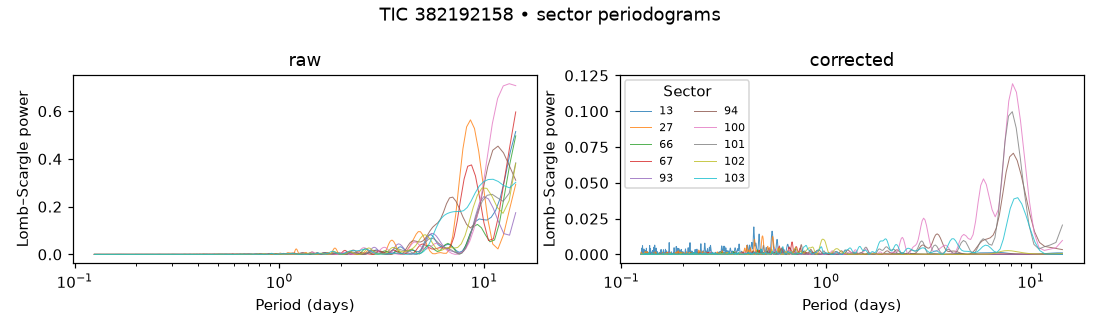 TIC 382192158 • sector periodograms
raw
corrected
Lomb–Scargle power
0.6
0.4
0.2
0.0
10⁻¹
10⁰
10¹
Period (days)
Lomb–Scargle power
0.125
0.100
0.075
0.050
0.025
0.000
Sector
13 94
27 100
66 101
67 102
93 103
10⁻¹
10⁰
10¹
Period (days)